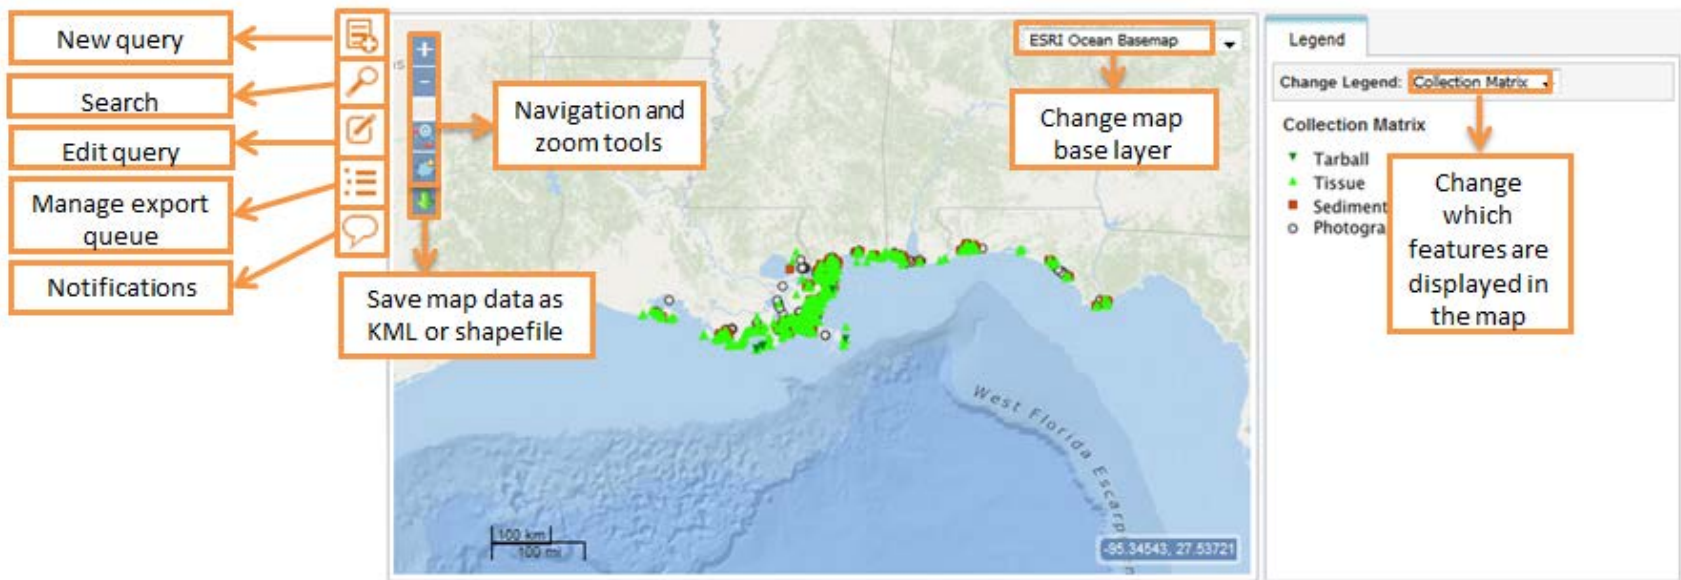 New query
Search
Edit query
Manage export
queue
Notifications
Navigation and
zoom tools
Save map data as
KML or shapefile
ESRI Ocean Basemap
Change map
base layer
West Florida Escarp
100 km
100 mi
-95.34543, 27.53721
Legend
Change Legend: Collection Matrix
Collection Matrix
Tarball
Tissue
Sediment
Photogra
Change
which
features are
displayed in
the map